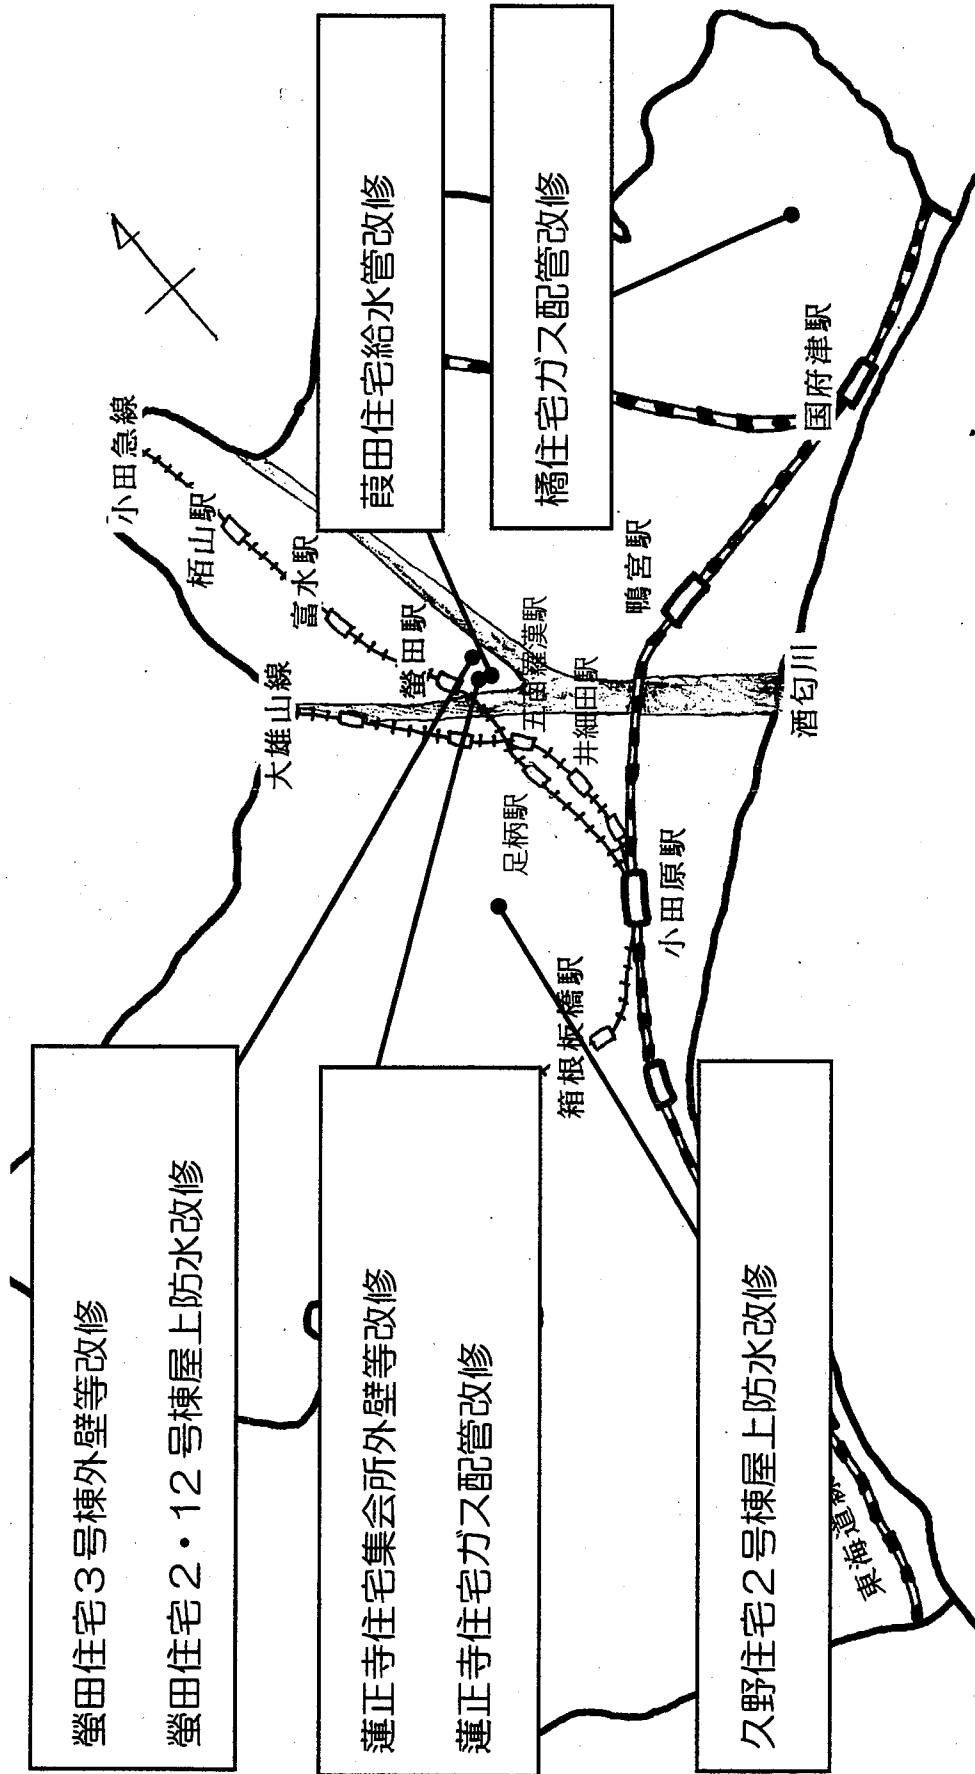 螢田住宅3号棟外壁等改修
螢田住宅2・12号棟屋上防水改修
蓮正寺住宅集会所外壁等改修
蓮正寺住宅ガス配管改修
久野住宅2号棟屋上防水改修
葭田住宅給水管改修
橘住宅ガス配管改修
小田急線
栢山駅
富水駅
螢田駅
大雄山線
五百羅漢駅
井細田駅
足柄駅
箱根板橋駅
小田原駅
鴨宮駅
国府津駅
酒匂川
東海道